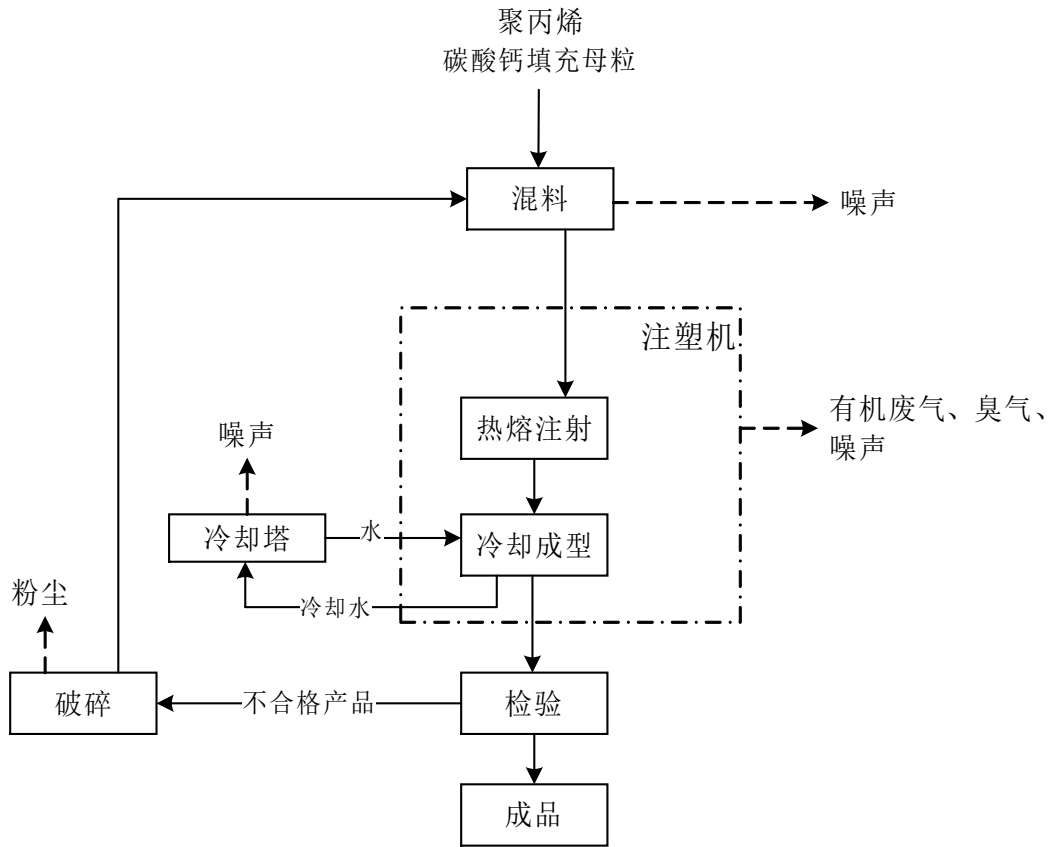 聚丙烯
碳酸钙填充母粒
混料
噪声
注塑机
热熔注射
有机废气、臭气、
噪声
噪声
冷却塔
水
冷却成型
冷却水
粉尘
破碎
不合格产品
检验
成品